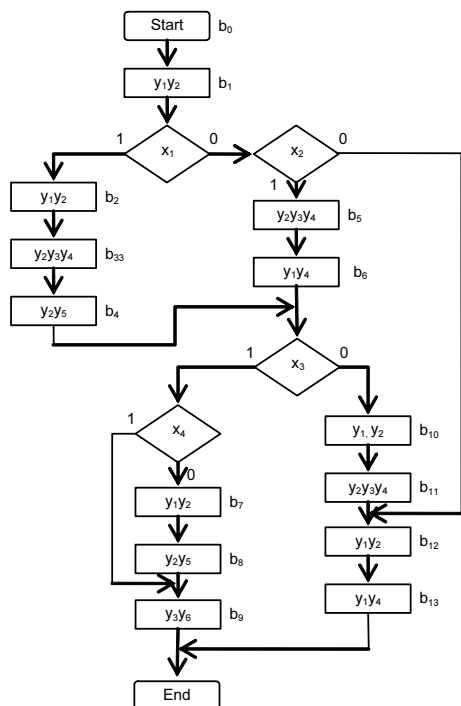 Start b₀
y₁y₂ b₁
1 x₁ 0 x₂ 0
1
y₁y₂ b₂ y₂y₃y₄ b₅
y₂y₃y₄ b₃₃ y₁y₄ b₆
y₂y₅ b₄
1 x₃ 0
1 x₄ y₁, y₂ b₁₀
0
y₁y₂ b₇ y₂y₃y₄ b₁₁
y₂y₅ b₈ y₁y₂ b₁₂
y₃y₆ b₉ y₁y₄ b₁₃
End